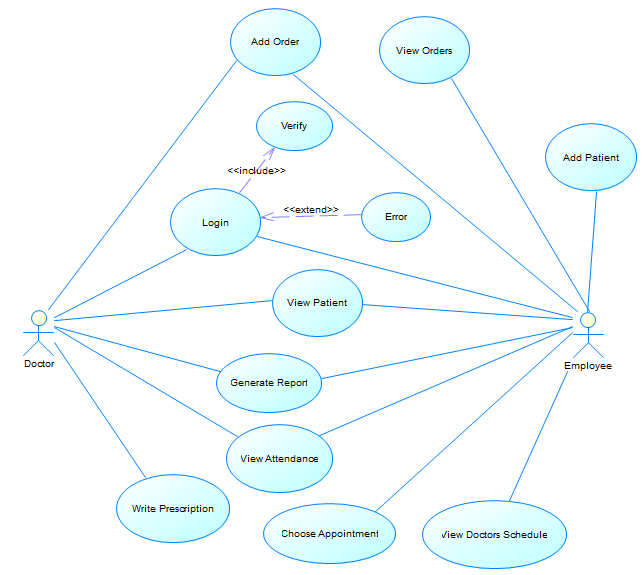 Add Order
View Orders
Verify
Add Patient
<<include>>
<<extend>>
Login
Error
View Patient
Doctor
Employee
Generate Report
View Attendance
Write Prescription
Choose Appointment
View Doctors Schedule